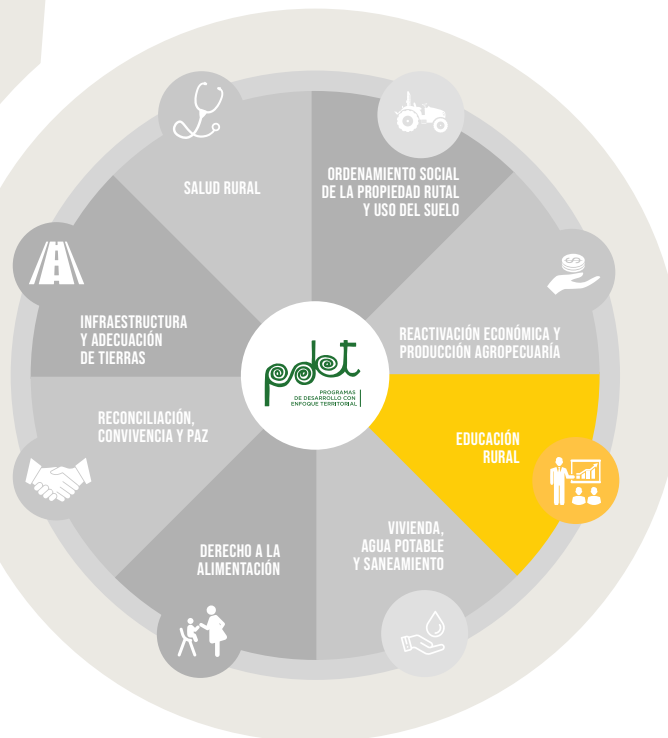 SALUD RURAL
ORDENAMIENTO SOCIAL
DE LA PROPIEDAD RUTAL
Y USO DEL SUELO
INFRAESTRUCTURA
Y ADECUACIÓN
DE TIERRAS
REACTIVACIÓN ECONÓMICA Y
PRODUCCIÓN AGROPECUARÍA
pdet
PROGRAMAS
DE DESARROLLO CON
ENFOQUE TERRITORIAL
RECONCILIACIÓN,
CONVIVENCIA Y PAZ
EDUCACIÓN
RURAL
DERECHO A LA
ALIMENTACIÓN
VIVIENDA,
AGUA POTABLE
Y SANEAMIENTO